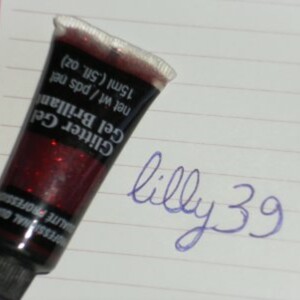 Glitter Gel
Gel Brillant
net wt / pds net
15ml (.5fl. oz)
lilly39